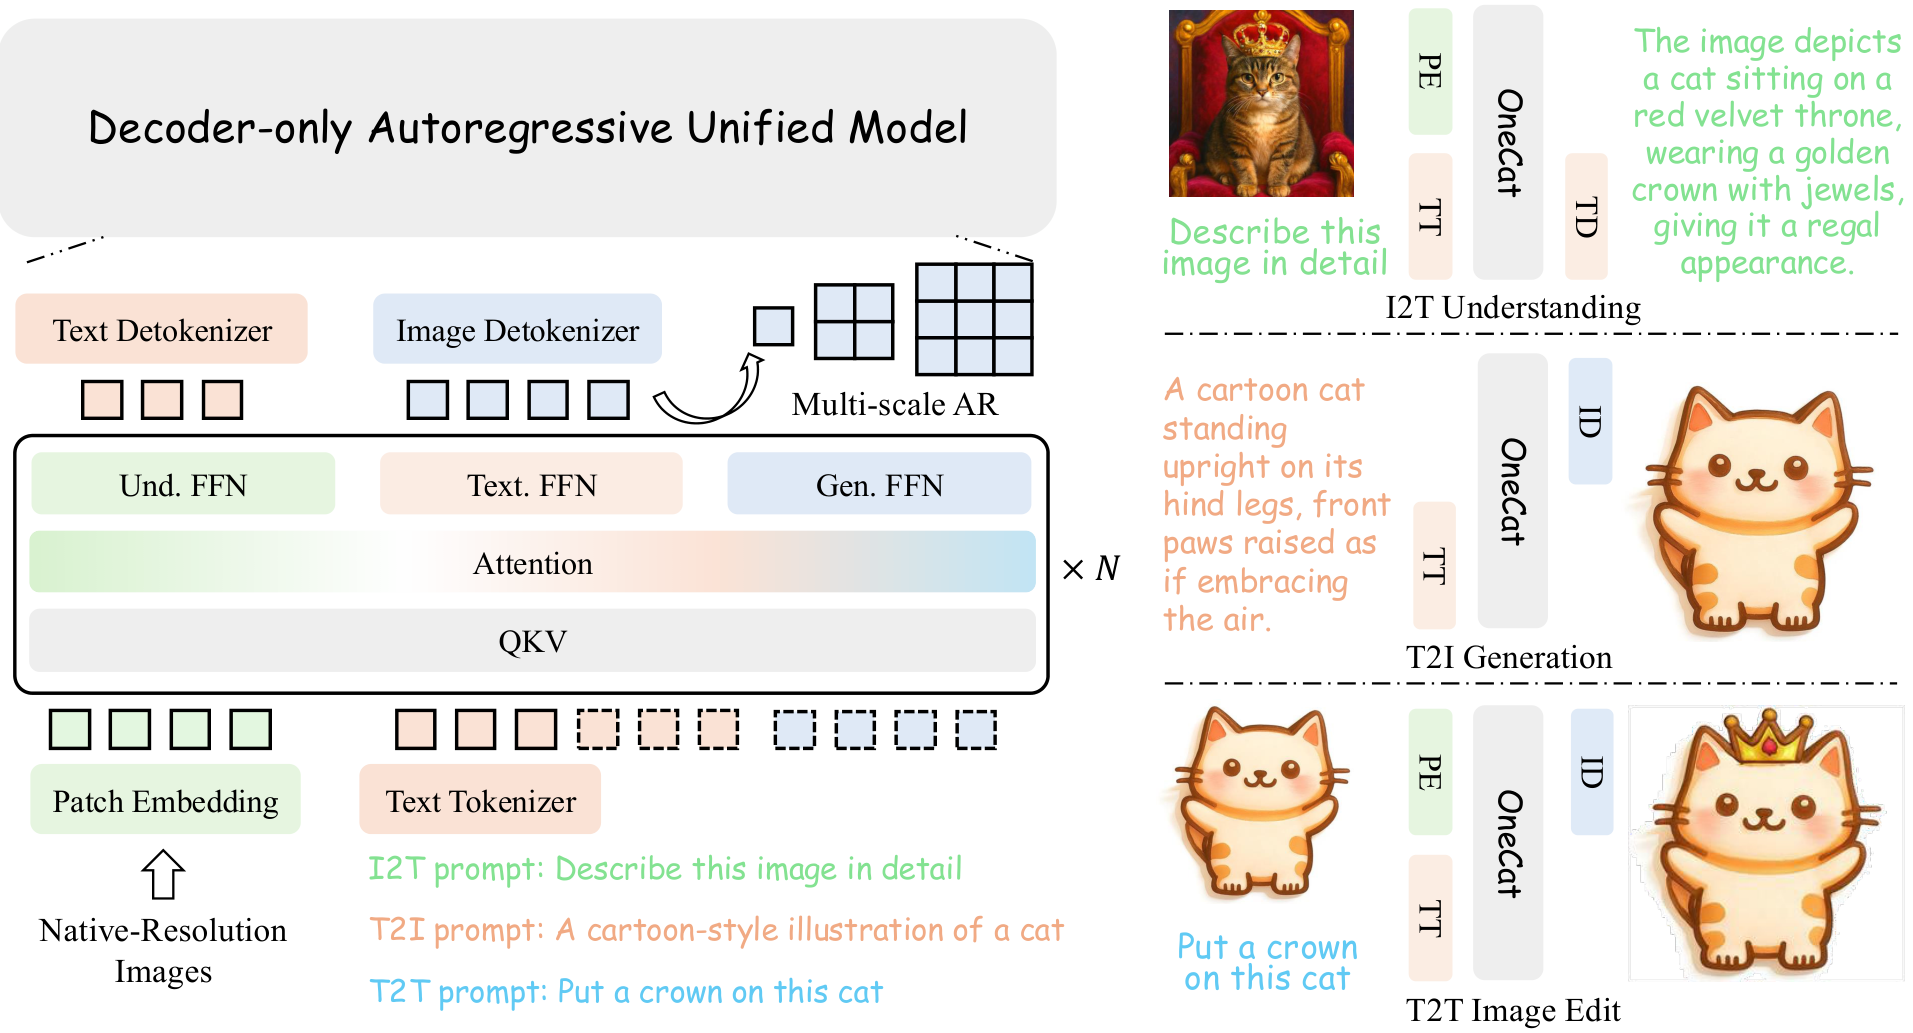 Decoder-only Autoregressive Unified Model
Text Detokenizer
Image Detokenizer
Multi-scale AR
Und. FFN
Text. FFN
Gen. FFN
Attention
× N
QKV
Patch Embedding
Text Tokenizer
Native-Resolution
Images
I2T prompt: Describe this image in detail
T2I prompt: A cartoon-style illustration of a cat
T2T prompt: Put a crown on this cat
Describe this
image in detail
PE
TT
OneCat
TD
The image depicts
a cat sitting on a
red velvet throne,
wearing a golden
crown with jewels,
giving it a regal
appearance.
I2T Understanding
A cartoon cat
standing
upright on its
hind legs, front
paws raised as
if embracing
the air.
TT
OneCat
ID
T2I Generation
Put a crown
on this cat
PE
TT
OneCat
ID
T2T Image Edit